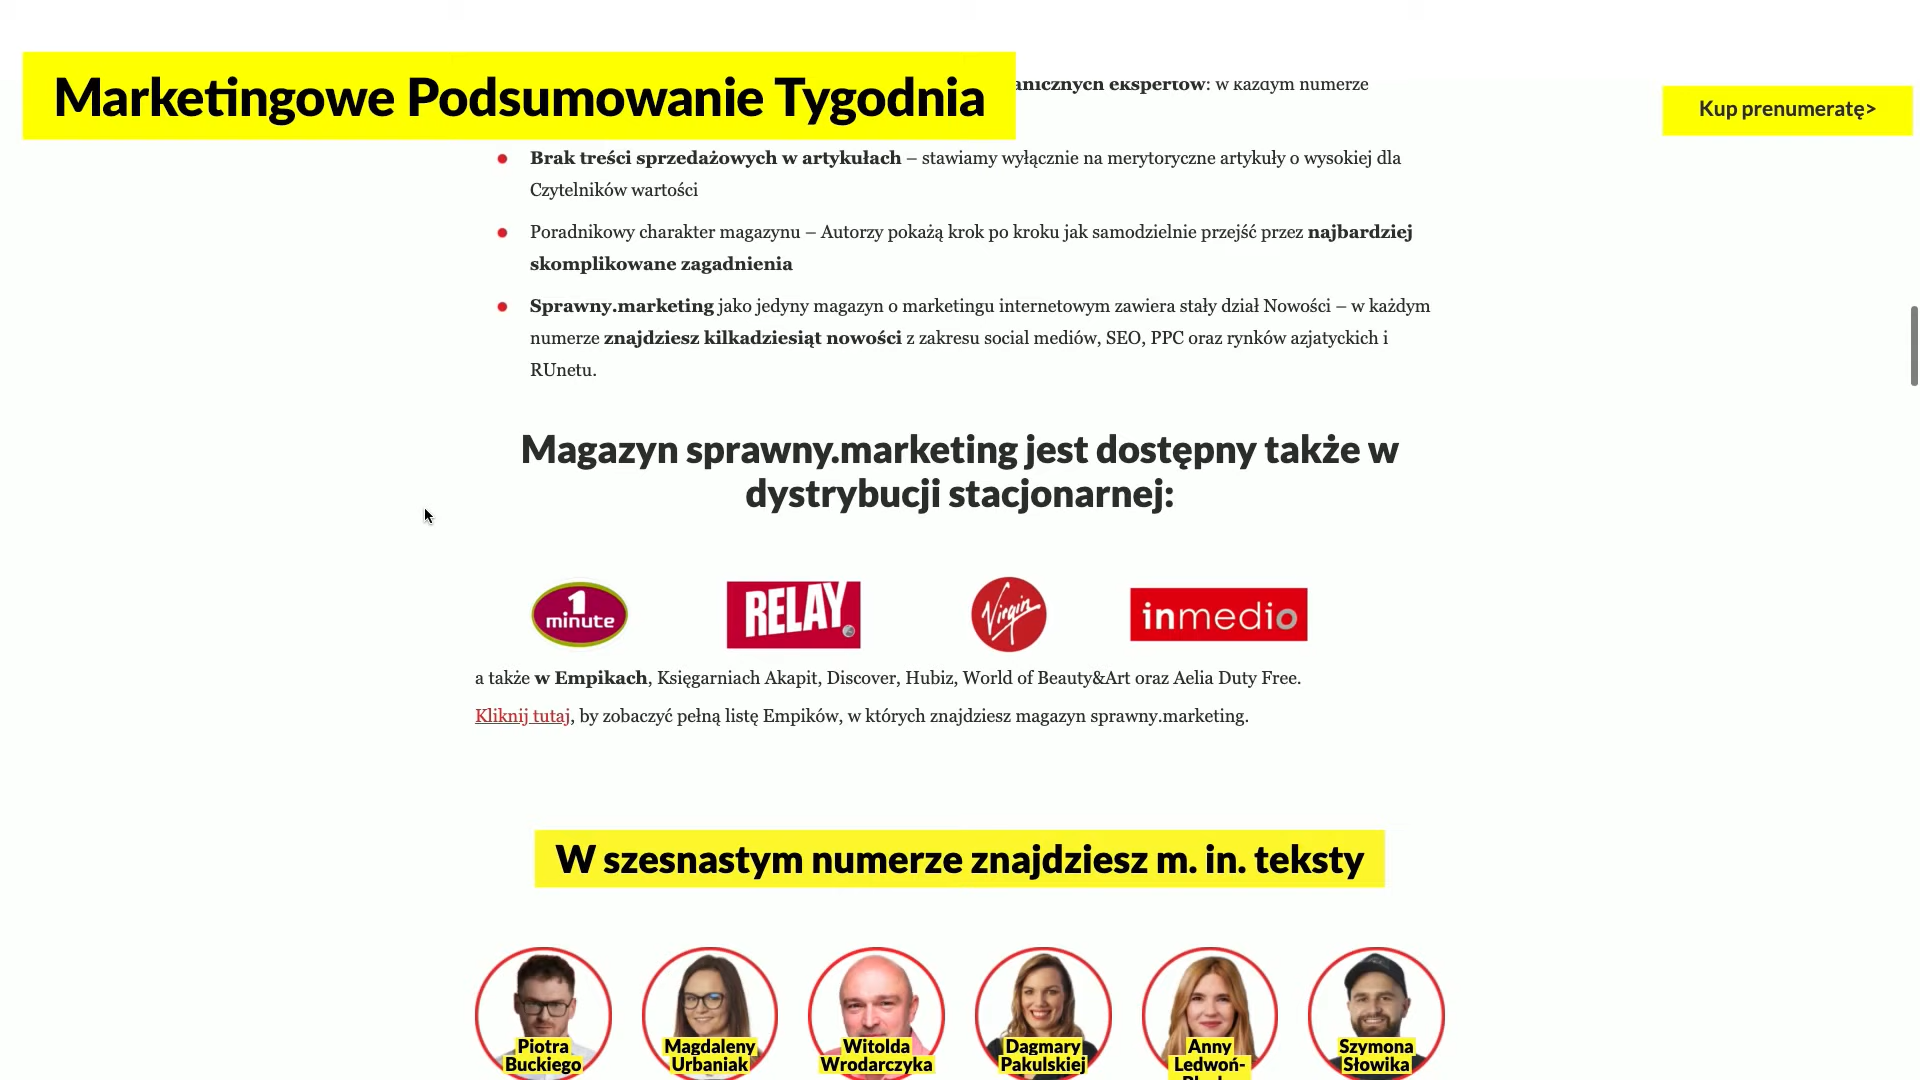 Marketingowe Podsumowanie Tygodnia
anicznych ekspertów: w każdym numerze
Kup prenumeratę>
Brak treści sprzedażowych w artykułach – stawiamy wyłącznie na merytoryczne artykuły o wysokiej dla
Czytelników wartości
Poradnikowy charakter magazynu – Autorzy pokażą krok po kroku jak samodzielnie przejść przez najbardziej
skomplikowane zagadnienia
Sprawny.marketing jako jedyny magazyn o marketingu internetowym zawiera stały dział Nowości – w każdym
numerze znajdziesz kilkadziesiąt nowości z zakresu social mediów, SEO, PPC oraz rynków azjatyckich i
RUnetu.
Magazyn sprawny.marketing jest dostępny także w
dystrybucji stacjonarnej:
1 minute
RELAY
Virgin
inmedio
a także w Empikach, Księgarniach Akapit, Discover, Hubiz, World of Beauty&Art oraz Aelia Duty Free.
Kliknij tutaj, by zobaczyć pełną listę Empików, w których znajdziesz magazyn sprawny.marketing.
W szesnastym numerze znajdziesz m. in. teksty
Piotra
Buckiego
Magdaleny
Urbaniak
Witolda
Wrodarczyka
Dagmary
Pakulskiej
Anny
Ledwoń-
Szymona
Słowika